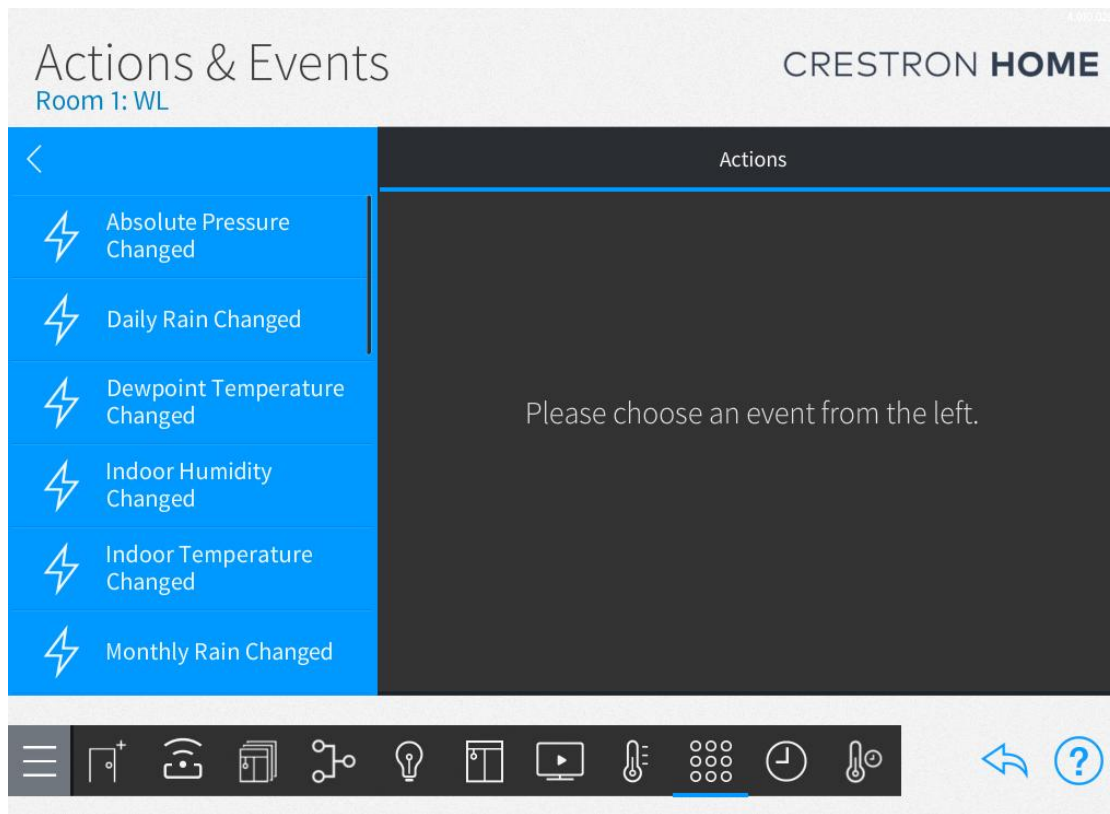 Actions & Events
CRESTRON HOME
Room 1: WL
Actions
Absolute Pressure
Changed
Daily Rain Changed
Dewpoint Temperature
Changed
Please choose an event from the left.
Indoor Humidity
Changed
Indoor Temperature
Changed
Monthly Rain Changed
?